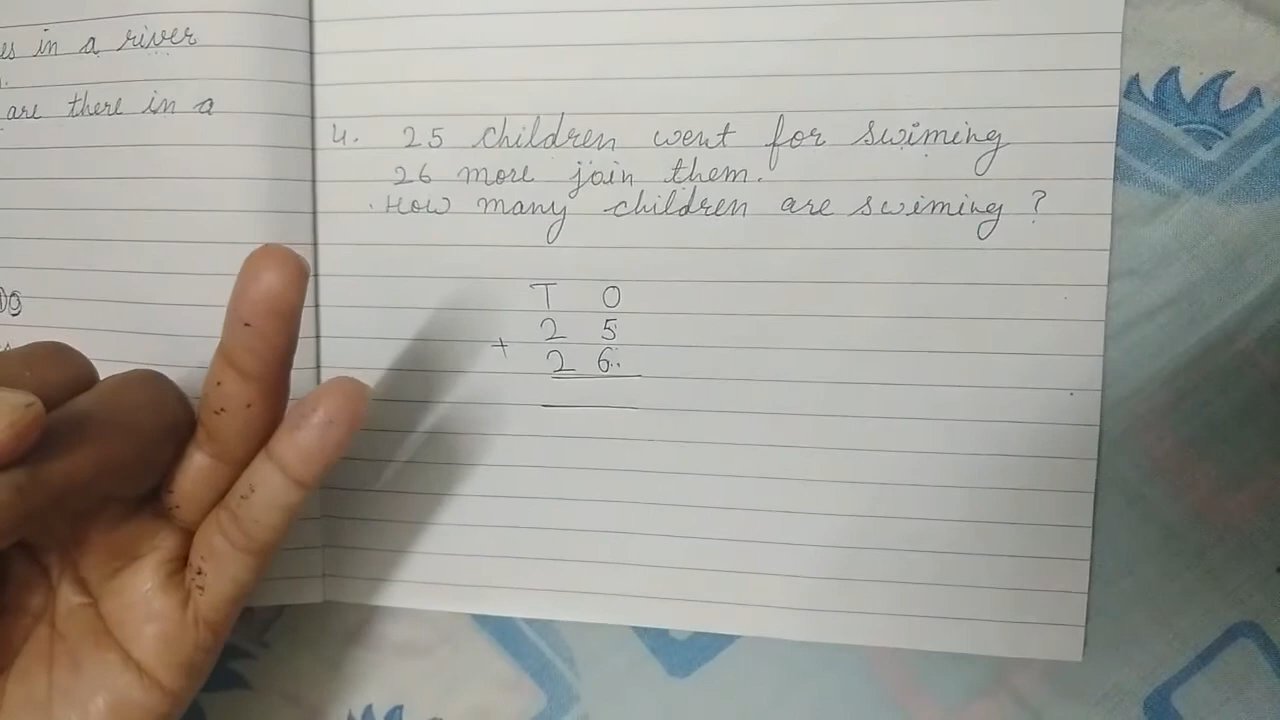 es in a river
are there in a
4. 25 children went for swiming
26 more join them.
How many children are swiming ?
T O
2 5
+ 2 6